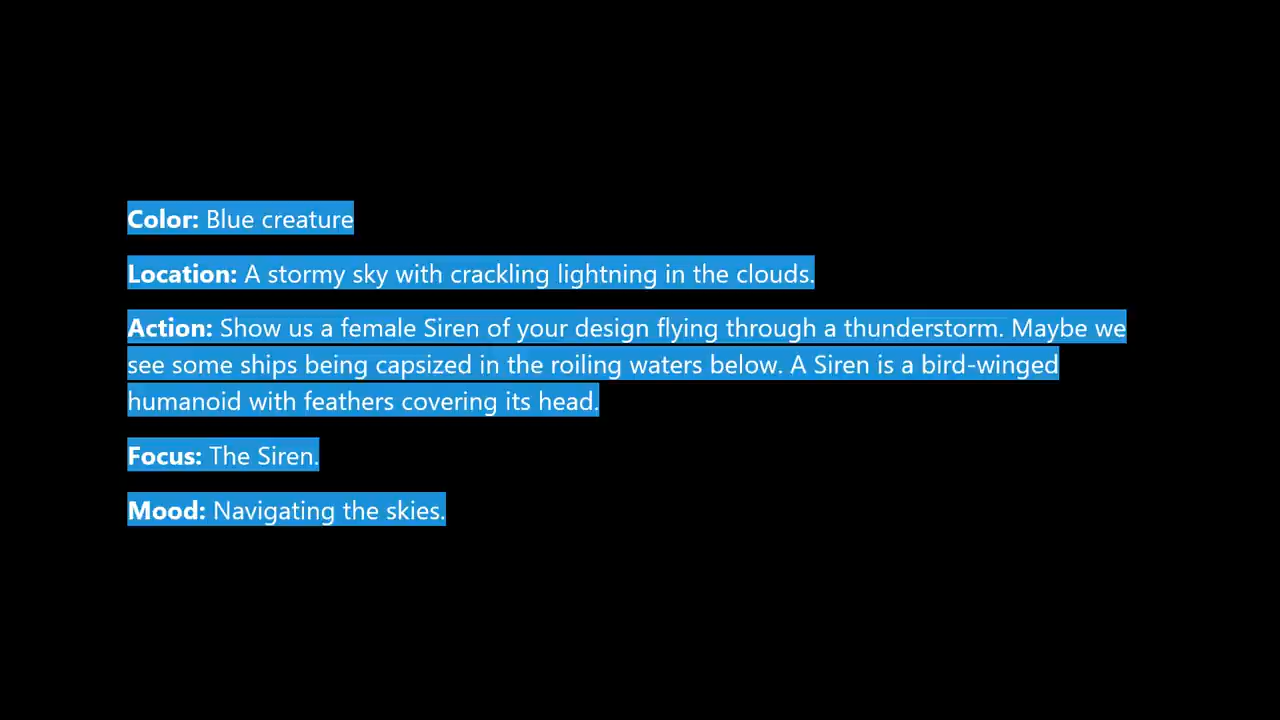 Color: Blue creature
Location: A stormy sky with crackling lightning in the clouds.
Action: Show us a female Siren of your design flying through a thunderstorm. Maybe we
see some ships being capsized in the roiling waters below. A Siren is a bird-winged
humanoid with feathers covering its head.
Focus: The Siren.
Mood: Navigating the skies.